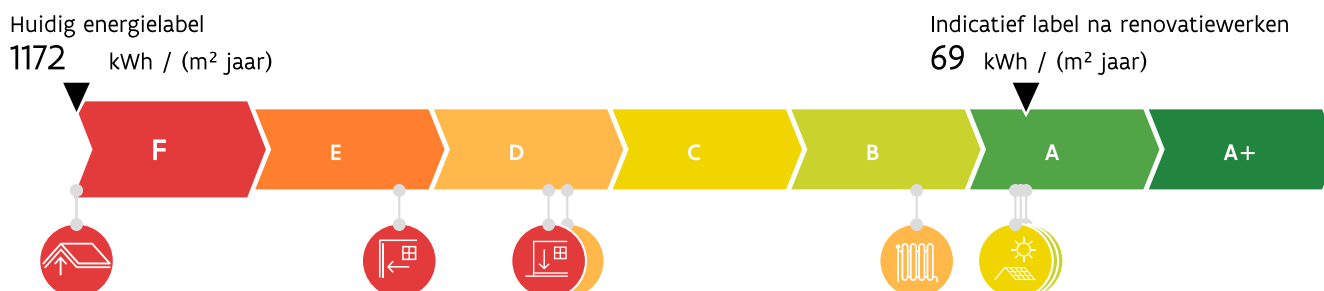 Huidig energielabel
1172 kWh / (m² jaar)
Indicatief label na renovatiewerken
69 kWh / (m² jaar)
F E D C B A A+